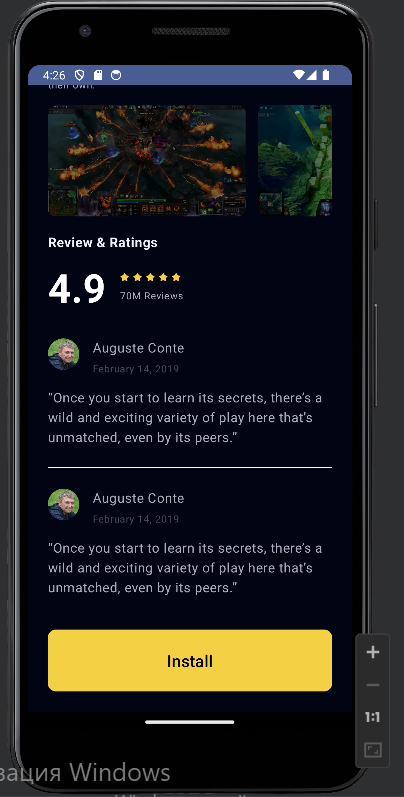 4:26
their own.
Review & Ratings
4.9
70M Reviews
Auguste Conte
February 14, 2019
“Once you start to learn its secrets, there’s a
wild and exciting variety of play here that’s
unmatched, even by its peers.”
Auguste Conte
February 14, 2019
“Once you start to learn its secrets, there’s a
wild and exciting variety of play here that’s
unmatched, even by its peers.”
Install
1:1
Windows